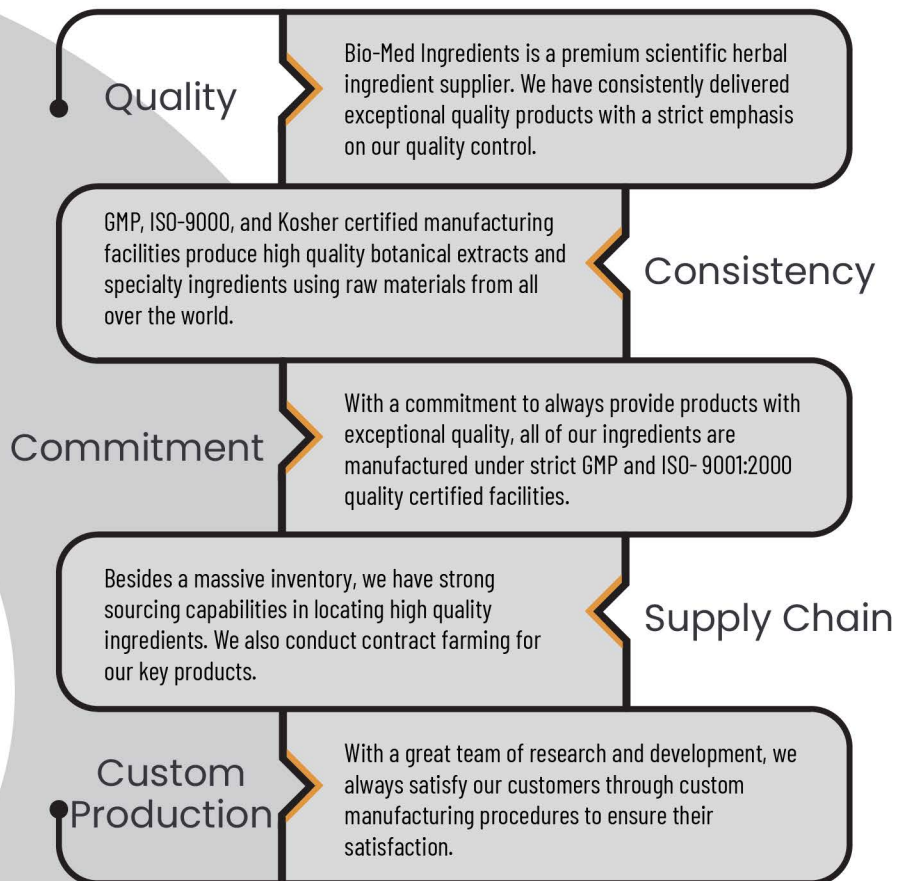 Quality
Bio-Med Ingredients is a premium scientific herbal
ingredient supplier. We have consistently delivered
exceptional quality products with a strict emphasis
on our quality control.
GMP, ISO-9000, and Kosher certified manufacturing
facilities produce high quality botanical extracts and
specialty ingredients using raw materials from all
over the world.
Consistency
Commitment
With a commitment to always provide products with
exceptional quality, all of our ingredients are
manufactured under strict GMP and ISO- 9001:2000
quality certified facilities.
Besides a massive inventory, we have strong
sourcing capabilities in locating high quality
ingredients. We also conduct contract farming for
our key products.
Supply Chain
Custom
Production
With a great team of research and development, we
always satisfy our customers through custom
manufacturing procedures to ensure their
satisfaction.